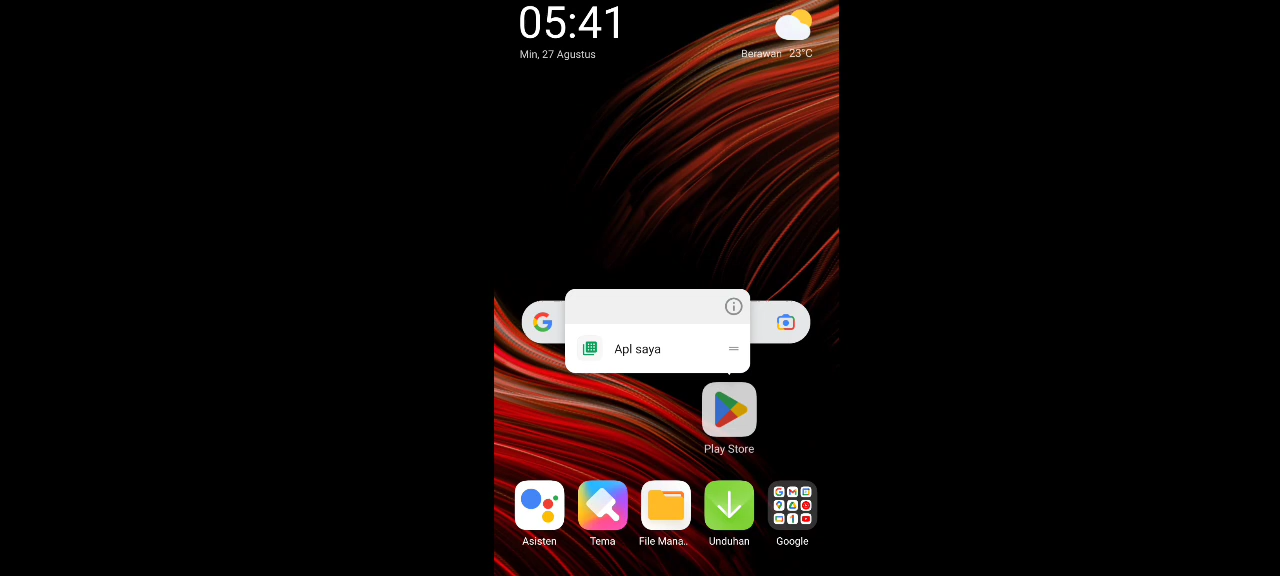 05:41
Min, 27 Agustus
Berawan 23°C
Apl saya
Play Store
Asisten
Tema
File Mana..
Unduhan
Google